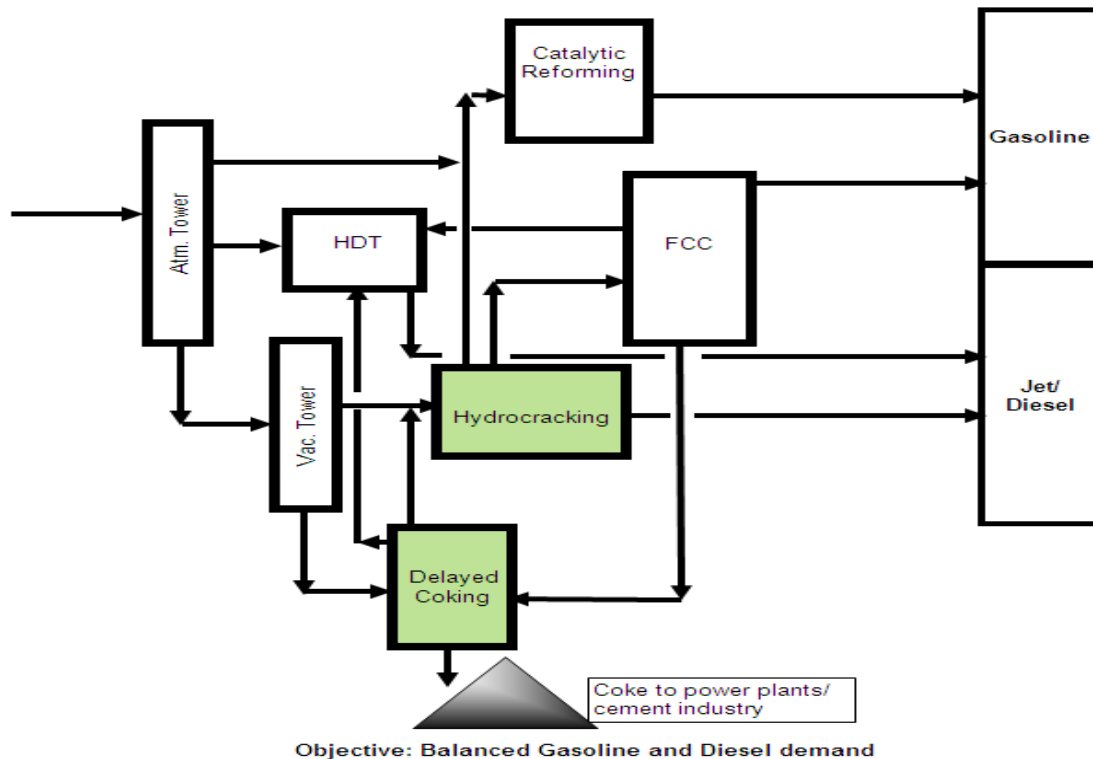 Catalytic
Reforming
Gasoline
Atm. Tower
HDT
FCC
Vac. Tower
Hydrocracking
Jet/
Diesel
Delayed
Coking
Coke to power plants/
cement industry
Objective: Balanced Gasoline and Diesel demand